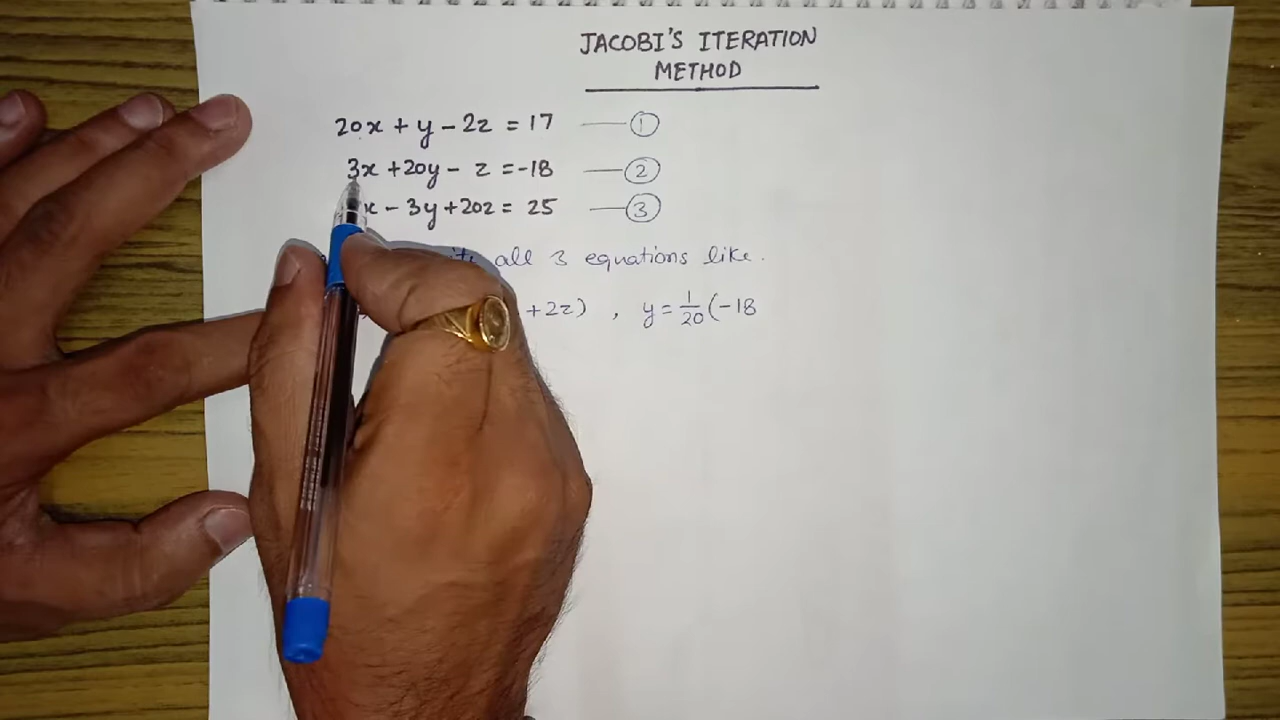 JACOBI'S ITERATION
METHOD
20x + y - 2z = 17 —— ①
3x + 20y - z = -18 —— ②
x - 3y + 20z = 25 —— ③
all 3 equations like.
+ 2z) , y = 1/20 (-18